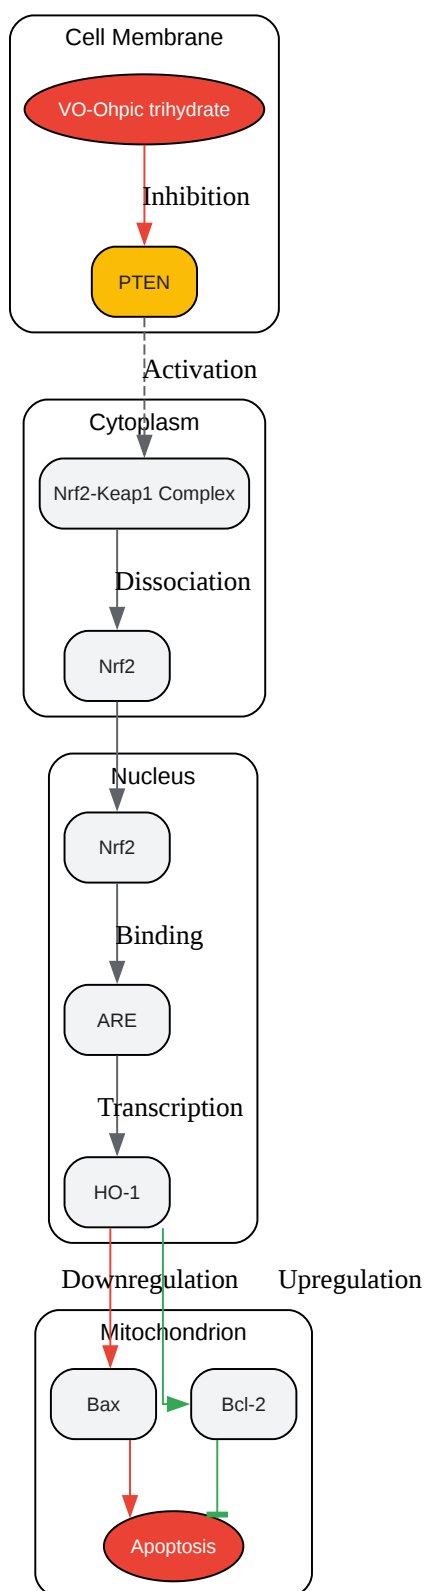 Cell Membrane
VO-Ohpic trihydrate
Inhibition
PTEN
Activation
Cytoplasm
Nrf2-Keap1 Complex
Dissociation
Nrf2
Nucleus
Nrf2
Binding
ARE
Transcription
HO-1
Downregulation
Upregulation
Mitochondrion
Bax
Bcl-2
Apoptosis